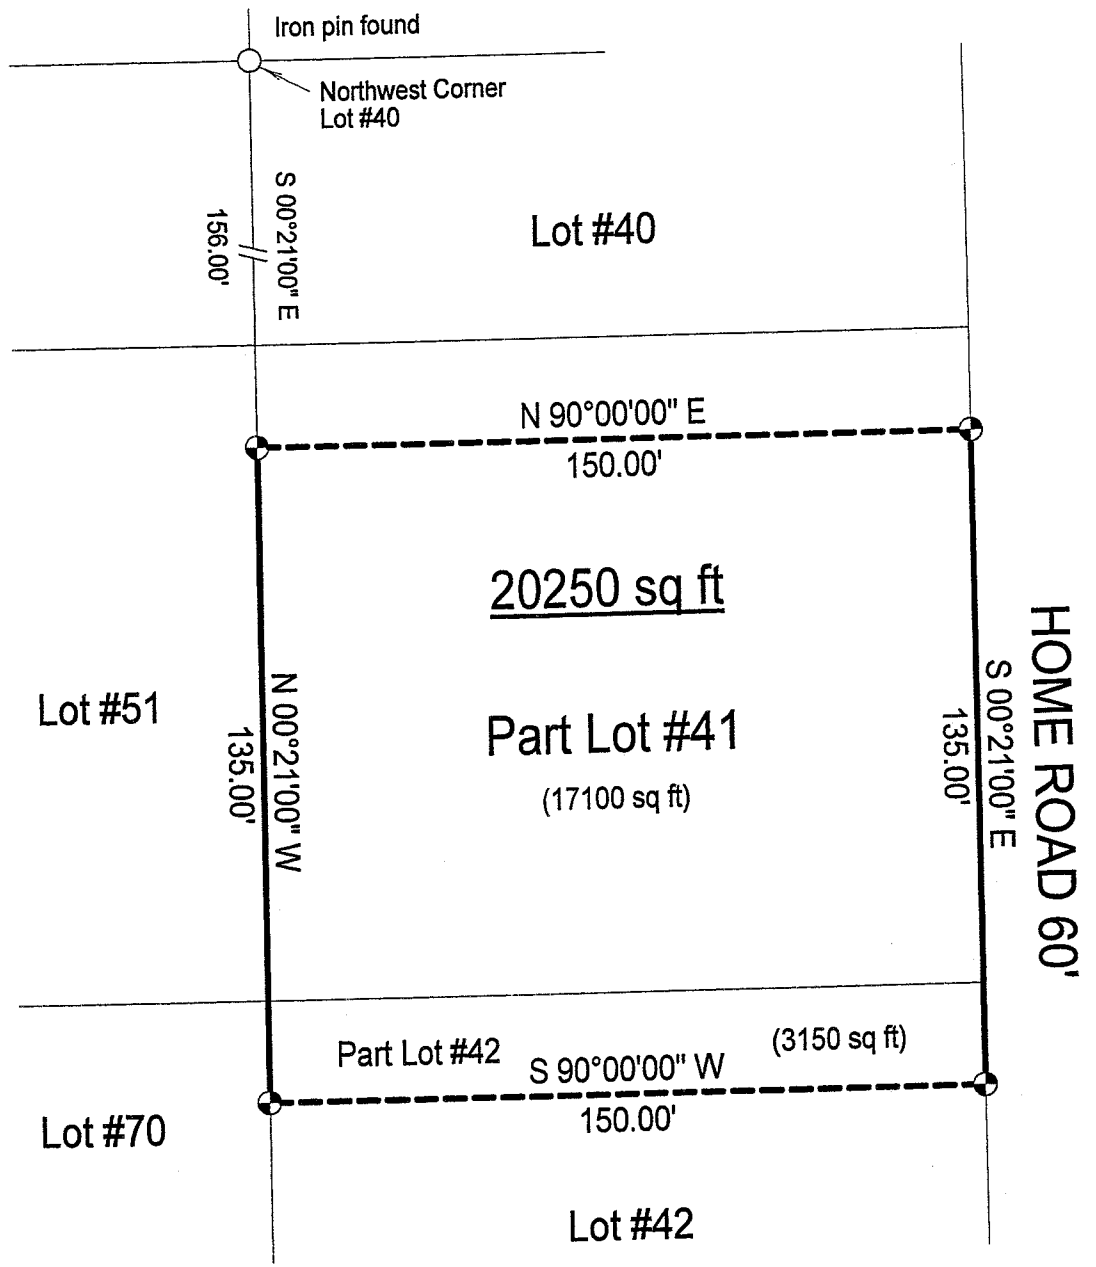 Iron pin found
Northwest Corner
Lot #40
S 00°21'00" E
156.00'
Lot #40
N 90°00'00" E
150.00'
20250 sq ft
Lot #51
N 00°21'00" W
135.00'
Part Lot #41
(17100 sq ft)
S 00°21'00" E
135.00'
HOME ROAD 60'
Part Lot #42
(3150 sq ft)
S 90°00'00" W
150.00'
Lot #70
Lot #42